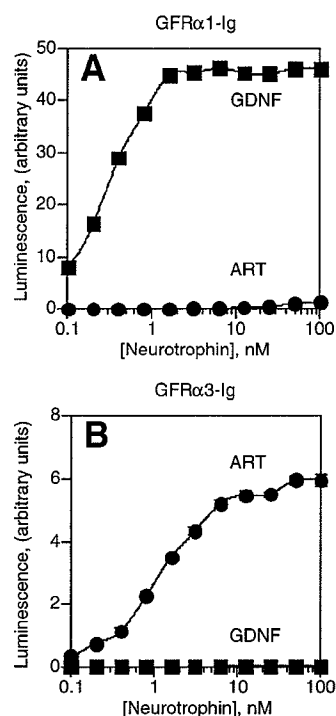 GFRα1-Ig
A
50
40
30
20
10
0
Luminescence, (arbitrary units)
GDNF
ART
0.1 1 10 100
[Neurotrophin], nM
GFRα3-Ig
B
8
6
4
2
0
Luminescence, (arbitrary units)
ART
GDNF
0.1 1 10 100
[Neurotrophin], nM